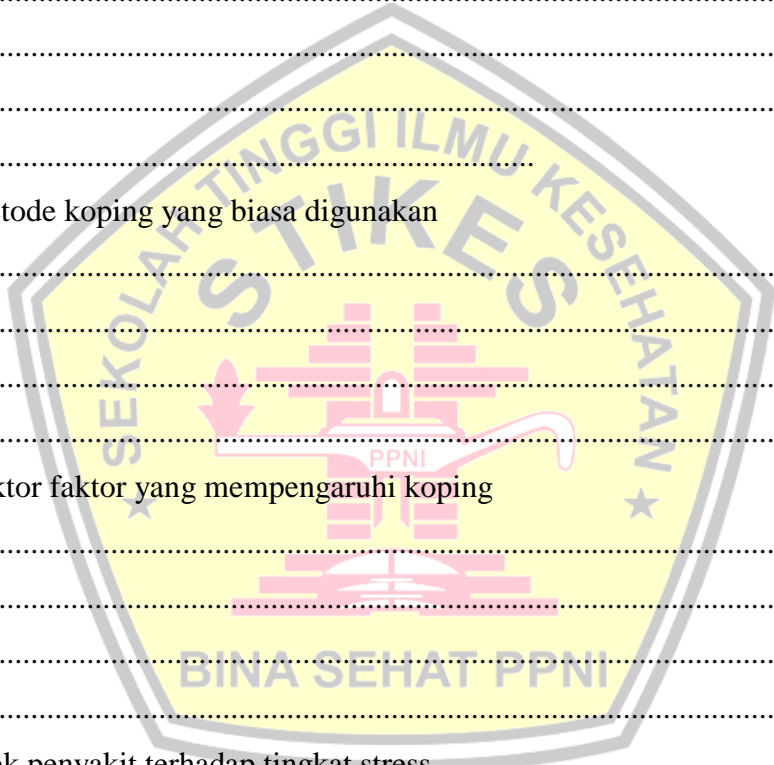 ........................................................................................................
........................................................................................................
........................................................................................................
.......................................................................
tode koping yang biasa digunakan
........................................................................................................
........................................................................................................
........................................................................................................
........................................................................................................
ktor faktor yang mempengaruhi koping
........................................................................................................
........................................................................................................
........................................................................................................
........................................................................................................
k penyakit terhadap tingkat stress
SEKOLAH TINGGI ILMU KESEHATAN
STIKES
PPNI
BINA SEHAT PPNI